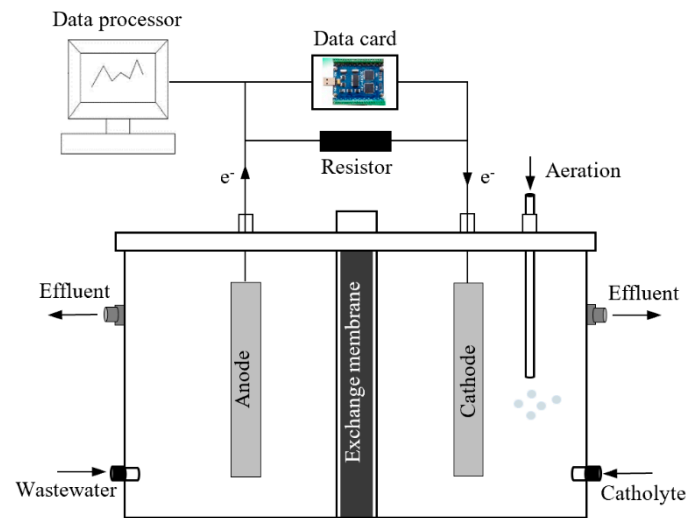 Data processor
Data card
Resistor
e-
e-
Aeration
Effluent
Effluent
Anode
Exchange membrane
Cathode
Wastewater
Catholyte